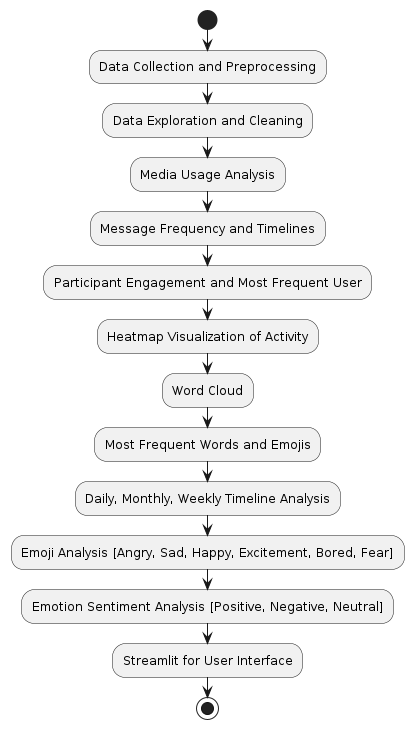 Data Collection and Preprocessing
Data Exploration and Cleaning
Media Usage Analysis
Message Frequency and Timelines
Participant Engagement and Most Frequent User
Heatmap Visualization of Activity
Word Cloud
Most Frequent Words and Emojis
Daily, Monthly, Weekly Timeline Analysis
Emoji Analysis [Angry, Sad, Happy, Excitement, Bored, Fear]
Emotion Sentiment Analysis [Positive, Negative, Neutral]
Streamlit for User Interface